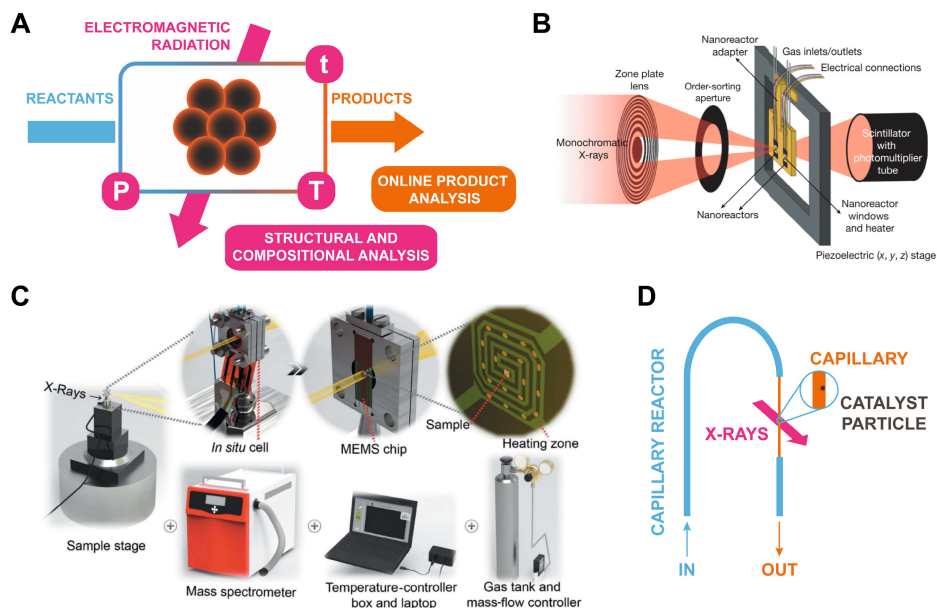 A
ELECTROMAGNETIC
RADIATION
t
REACTANTS
PRODUCTS
P
T
ONLINE PRODUCT
ANALYSIS
STRUCTURAL AND
COMPOSITIONAL ANALYSIS
B
Nanoreactor
adapter
Gas inlets/outlets
Electrical connections
Zone plate
lens
Order-sorting
aperture
Monochromatic
X-rays
Scintillator
with
photomultiplier
tube
Nanoreactors
Nanoreactor
windows
and heater
Piezoelectric (x, y, z) stage
C
X-Rays
In situ cell
MEMS chip
Sample
Heating zone
Sample stage
+
Mass spectrometer
+
Temperature-controller
box and laptop
+
Gas tank and
mass-flow controller
D
CAPILLARY REACTOR
CAPILLARY
CATALYST
PARTICLE
X-RAYS
IN
OUT